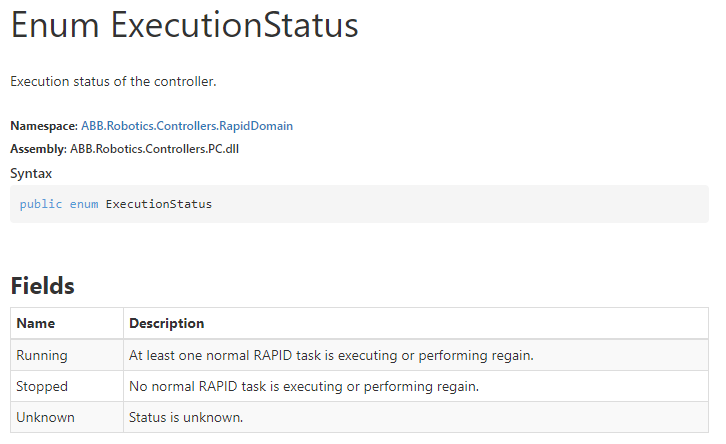 Enum ExecutionStatus
Execution status of the controller.
Namespace: ABB.Robotics.Controllers.RapidDomain
Assembly: ABB.Robotics.Controllers.PC.dll
Syntax
public enum ExecutionStatus
Fields
Name Description
Running At least one normal RAPID task is executing or performing regain.
Stopped No normal RAPID task is executing or performing regain.
Unknown Status is unknown.